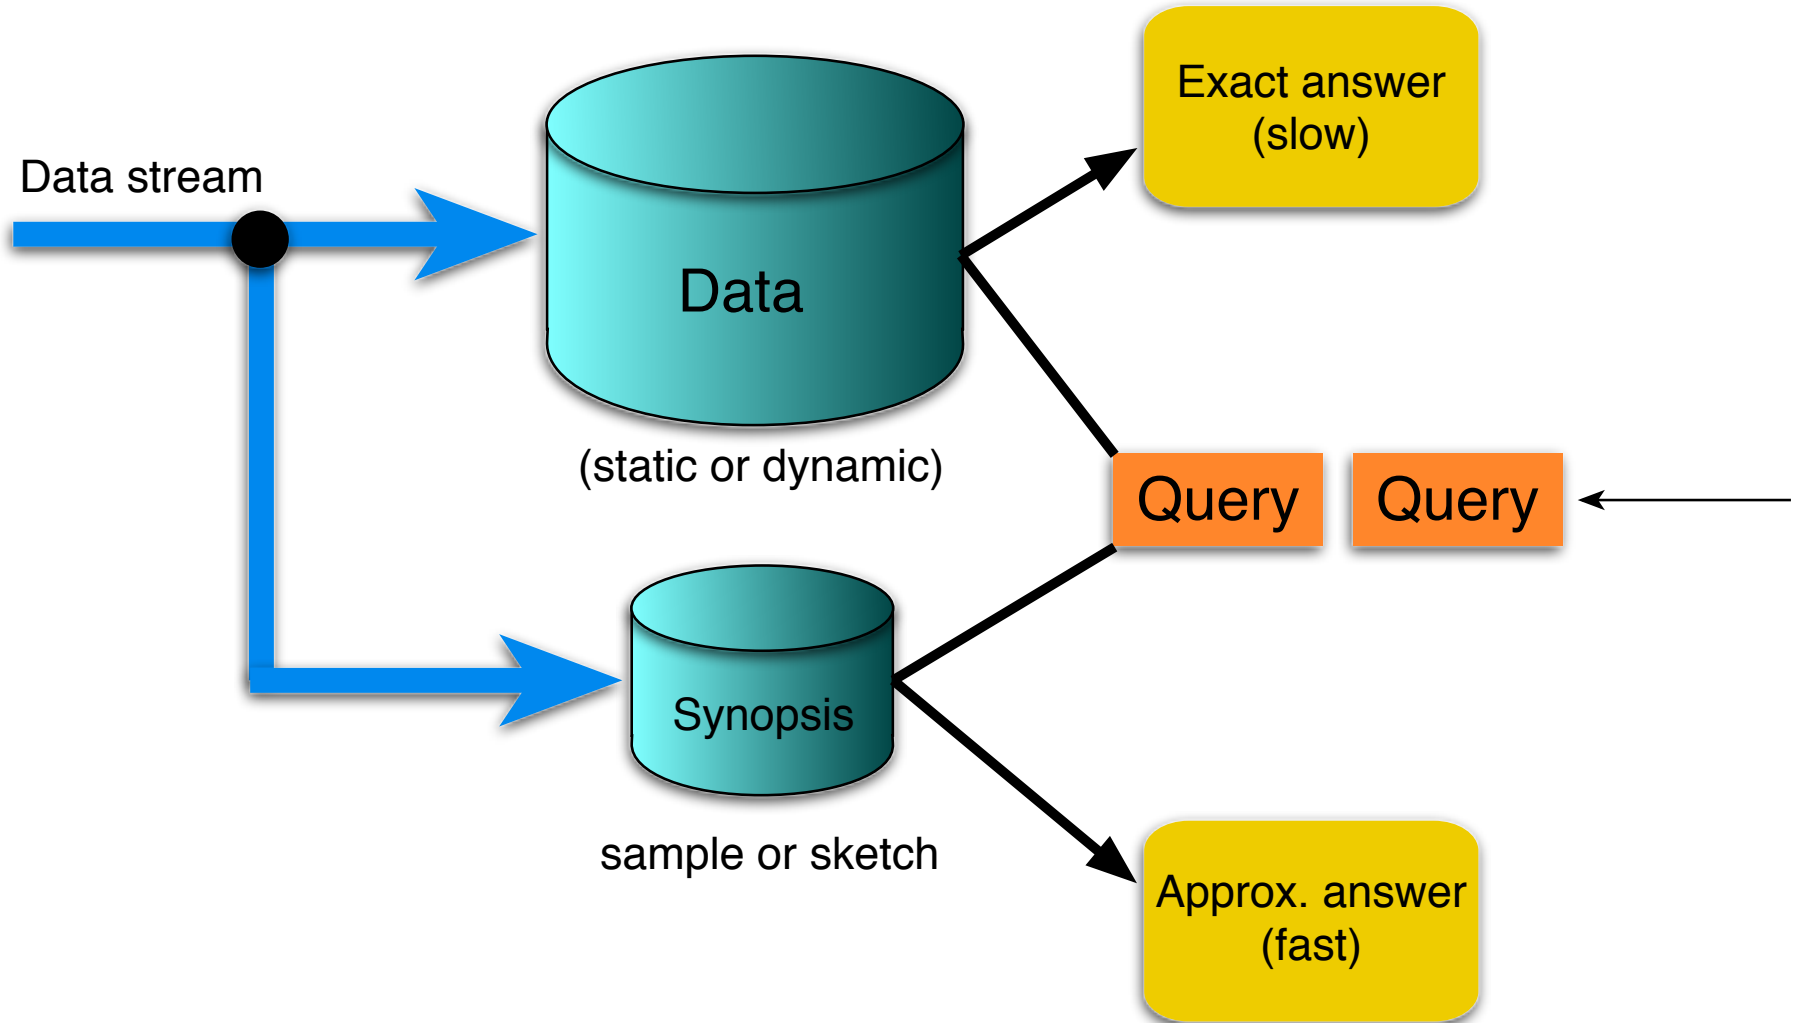 Exact answer
(slow)
Data stream
Data
(static or dynamic)
Query Query
Synopsis
sample or sketch
Approx. answer
(fast)